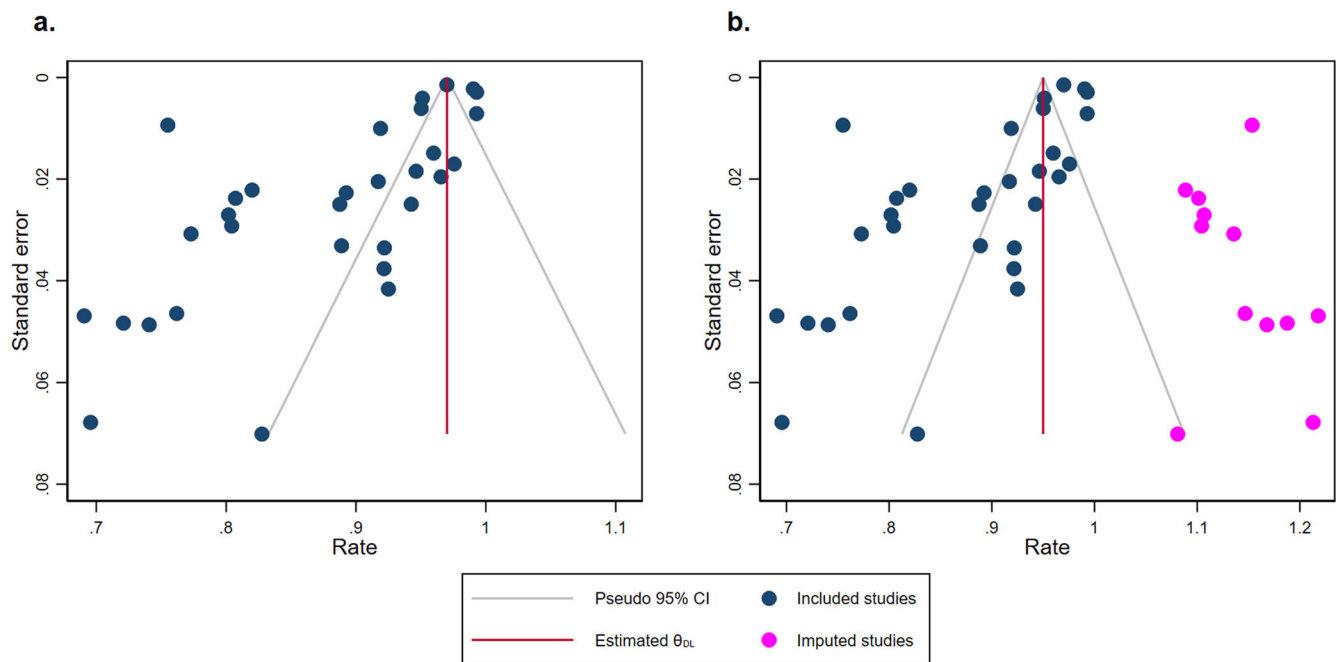 a.
0
.02
.04
.06
.08
Standard error
.7
.8
.9
1
1.1
Rate
b.
0
.02
.04
.06
.08
Standard error
.7
.8
.9
1
1.1
1.2
Rate
Pseudo 95% CI
Included studies
Estimated θDL
Imputed studies